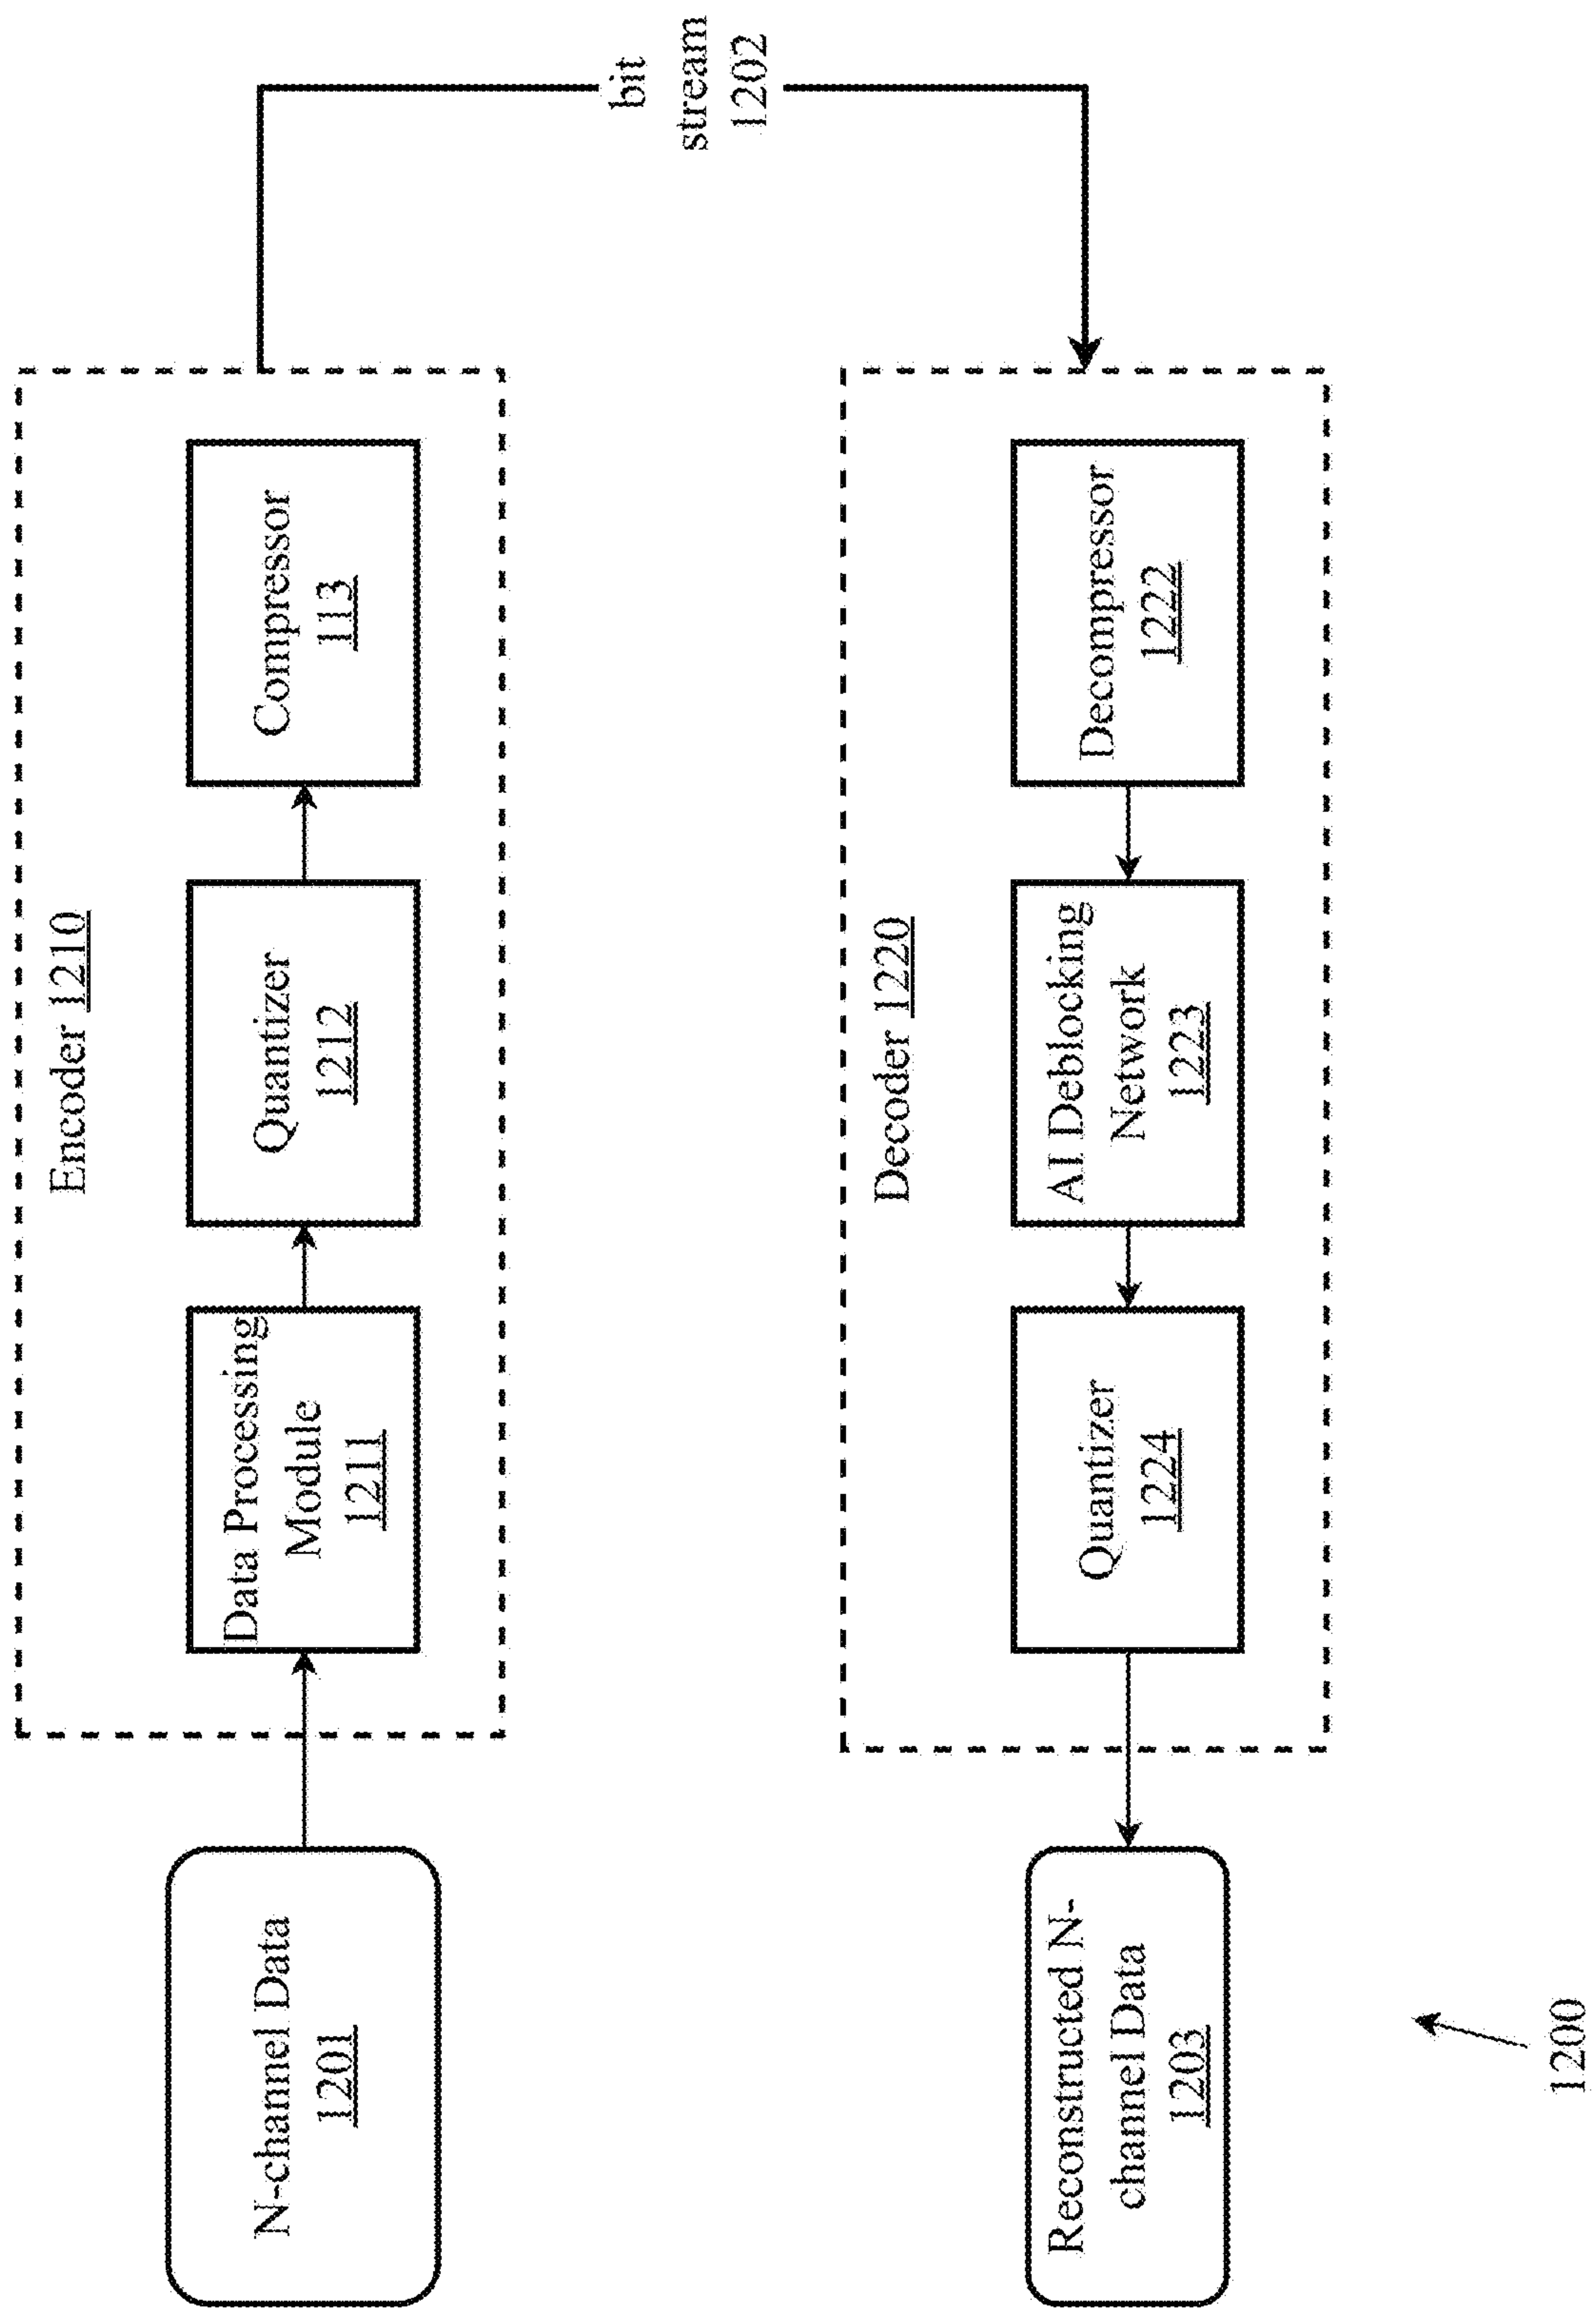 Encoder 1210
N-channel Data
1201
Data Processing
Module
1211
Quantizer
1212
Compressor
113
bit
stream
1202
Decoder 1220
Reconstructed N-
channel Data
1203
Quantizer
1224
AI Deblocking
Network
1223
Decompressor
1222
1200